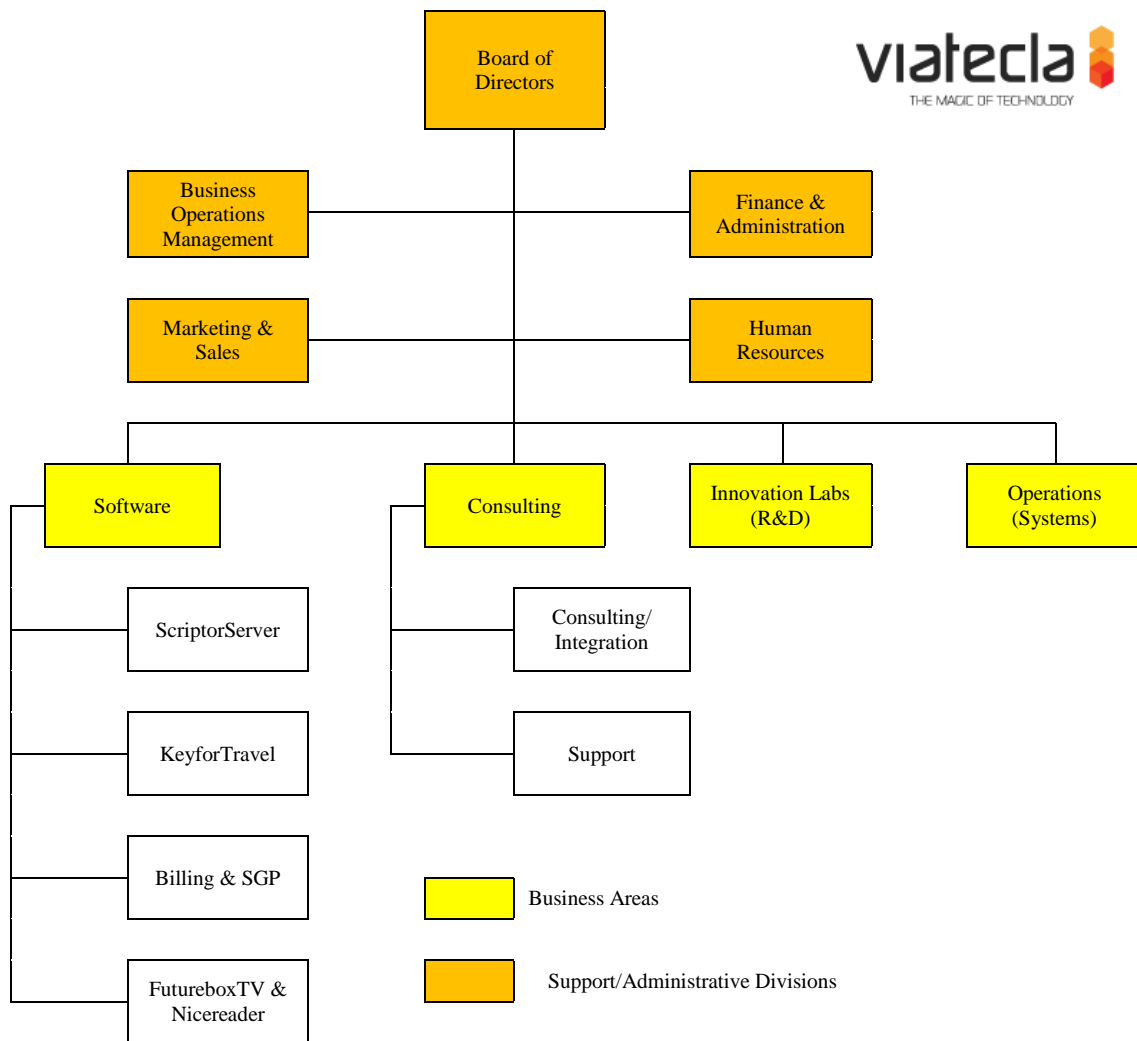 Board of
Directors
viatecla
THE MAGIC OF TECHNOLOGY
Business
Operations
Management
Finance &
Administration
Marketing &
Sales
Human
Resources
Software
Consulting
Innovation Labs
(R&D)
Operations
(Systems)
ScriptorServer
Consulting/
Integration
KeyforTravel
Support
Billing & SGP
Business Areas
FutureboxTV &
Nicereader
Support/Administrative Divisions